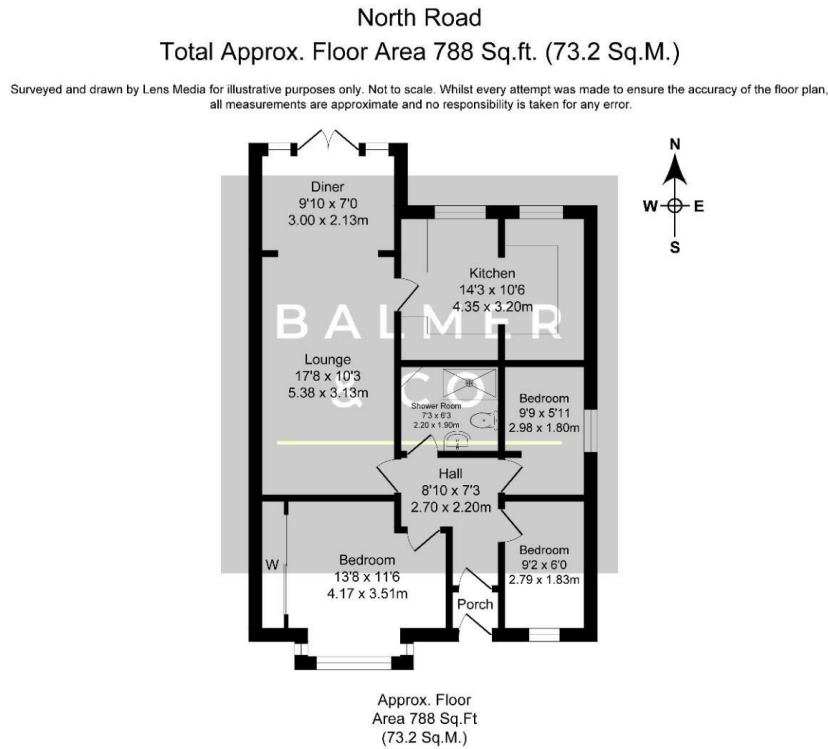 North Road
Total Approx. Floor Area 788 Sq.ft. (73.2 Sq.M.)
Surveyed and drawn by Lens Media for illustrative purposes only. Not to scale. Whilst every attempt was made to ensure the accuracy of the floor plan,
all measurements are approximate and no responsibility is taken for any error.
N
W E
S
Diner
9'10 x 7'0
3.00 x 2.13m
Kitchen
14'3 x 10'6
4.35 x 3.20m
BALMER
& CO
Lounge
17'8 x 10'3
5.38 x 3.13m
Shower Room
7'3 x 6'3
2.20 x 1.90m
Bedroom
9'9 x 5'11
2.98 x 1.80m
Hall
8'10 x 7'3
2.70 x 2.20m
W
Bedroom
13'8 x 11'6
4.17 x 3.51m
Bedroom
9'2 x 6'0
2.79 x 1.83m
Porch
Approx. Floor
Area 788 Sq.Ft
(73.2 Sq.M.)